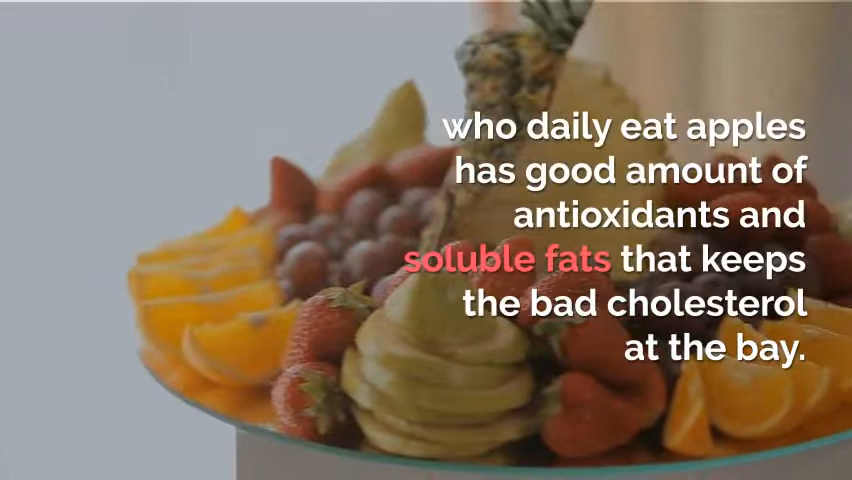 who daily eat apples
has good amount of
antioxidants and
soluble fats that keeps
the bad cholesterol
at the bay.